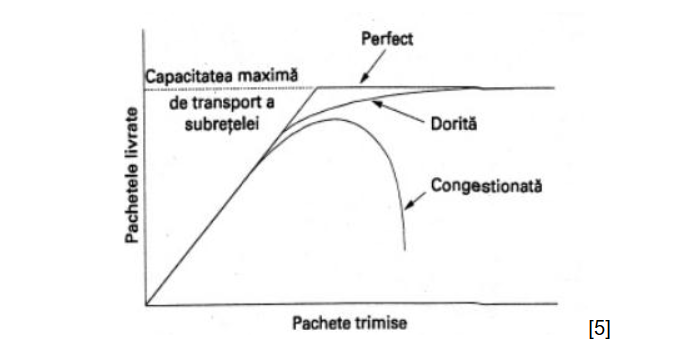 Perfect
Capacitatea maximă
de transport a
subrețelei
Dorită
Congestionată
Pachetele livrate
Pachete trimise
[5]